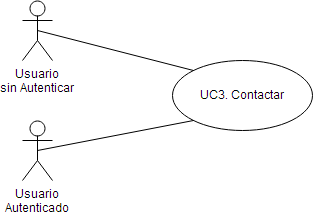 Usuario
sin Autenticar
UC3. Contactar
Usuario
Autenticado